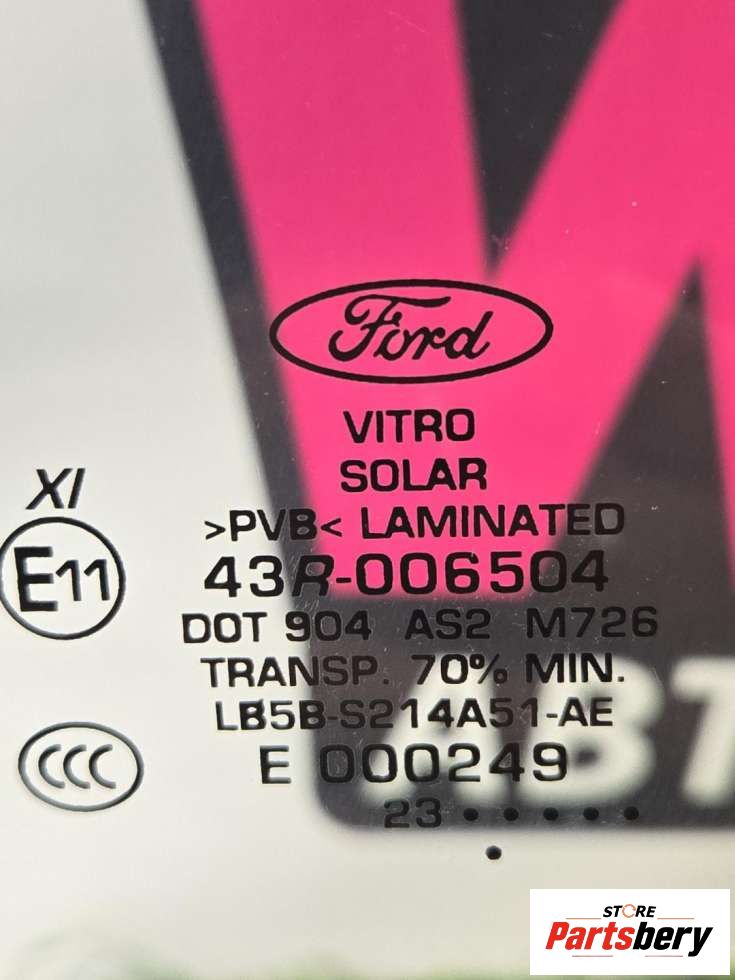 Ford
VITRO
SOLAR
XI
>PVB< LAMINATED
E11
43R-006504
DOT 904 AS2 M726
TRANSP. 70% MIN.
LB5B-S214A51-AE
CCC
E 000249
23 • • • • •
•
STORE
Partsbery